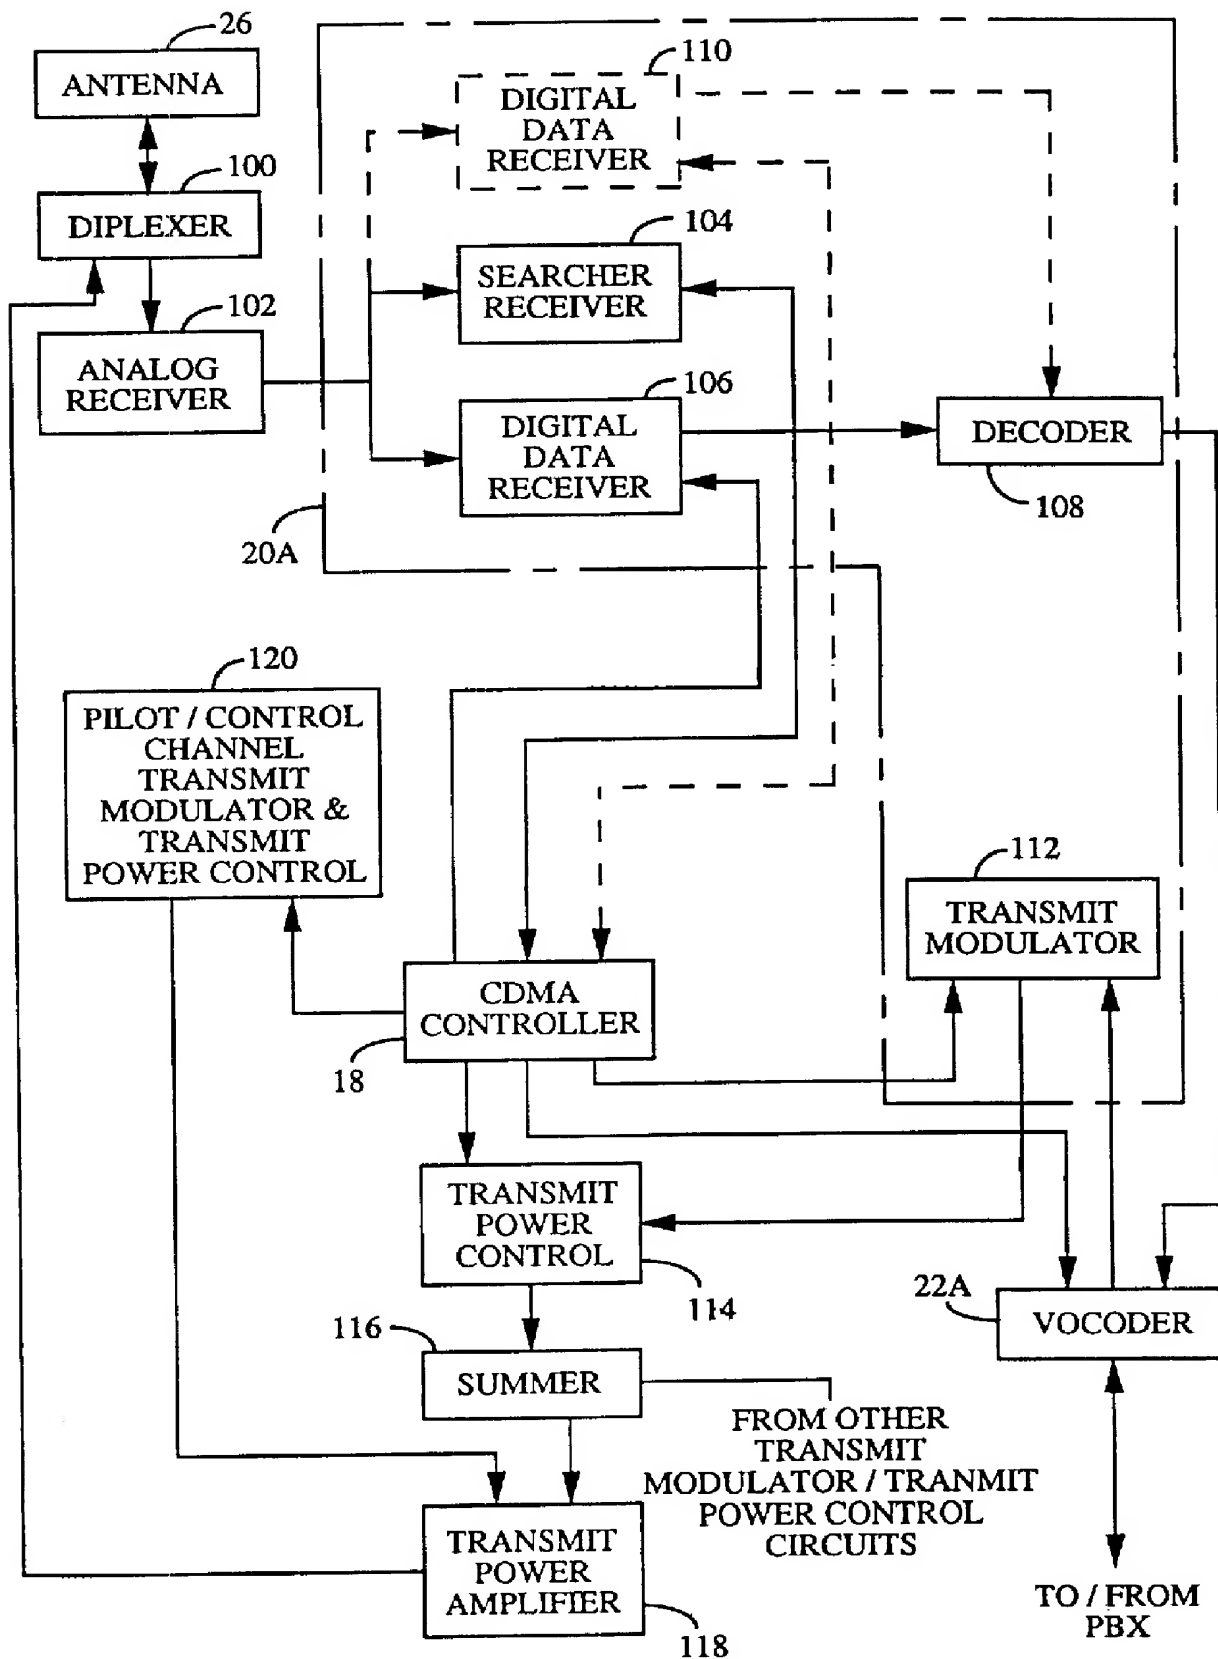 26
ANTENNA
110
DIGITAL
DATA
RECEIVER
100
DIPLEXER
104
SEARCHER
RECEIVER
102
ANALOG
RECEIVER
106
DIGITAL
DATA
RECEIVER
DECODER
108
20A
120
PILOT / CONTROL
CHANNEL
TRANSMIT
MODULATOR &
TRANSMIT
POWER CONTROL
112
TRANSMIT
MODULATOR
CDMA
CONTROLLER
18
TRANSMIT
POWER
CONTROL
114
22A
VOCODER
116
SUMMER
FROM OTHER
TRANSMIT
MODULATOR / TRANMIT
POWER CONTROL
CIRCUITS
TRANSMIT
POWER
AMPLIFIER
118
TO / FROM
PBX